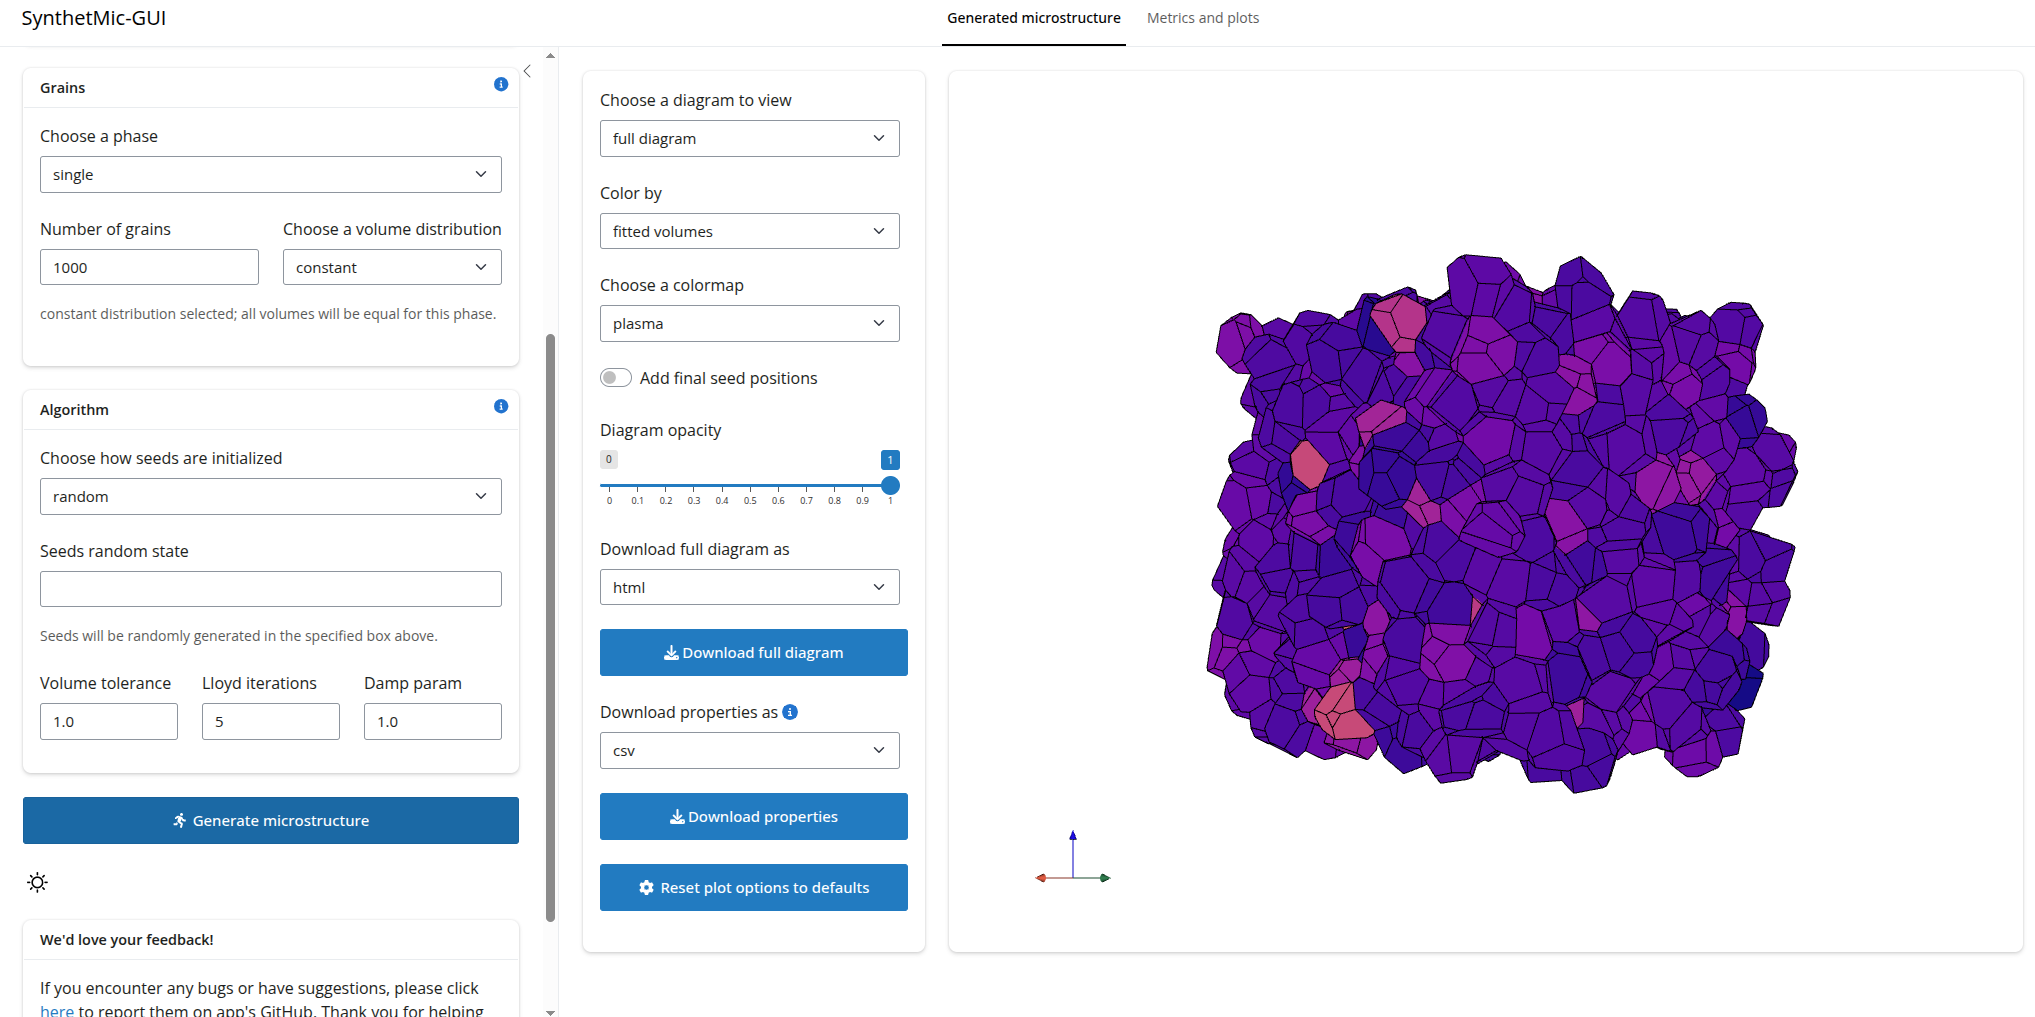 SynthetMic-GUI
Generated microstructure
Metrics and plots
Grains
Choose a phase
single
Number of grains
Choose a volume distribution
1000
constant
constant distribution selected; all volumes will be equal for this phase.
Algorithm
Choose how seeds are initialized
random
Seeds random state
Seeds will be randomly generated in the specified box above.
Volume tolerance
Lloyd iterations
Damp param
1.0
5
1.0
Generate microstructure
We'd love your feedback!
If you encounter any bugs or have suggestions, please click
here to report them on app's GitHub. Thank you for helping
Choose a diagram to view
full diagram
Color by
fitted volumes
Choose a colormap
plasma
Add final seed positions
Diagram opacity
0
1
0 0.1 0.2 0.3 0.4 0.5 0.6 0.7 0.8 0.9 1
Download full diagram as
html
Download full diagram
Download properties as
csv
Download properties
Reset plot options to defaults